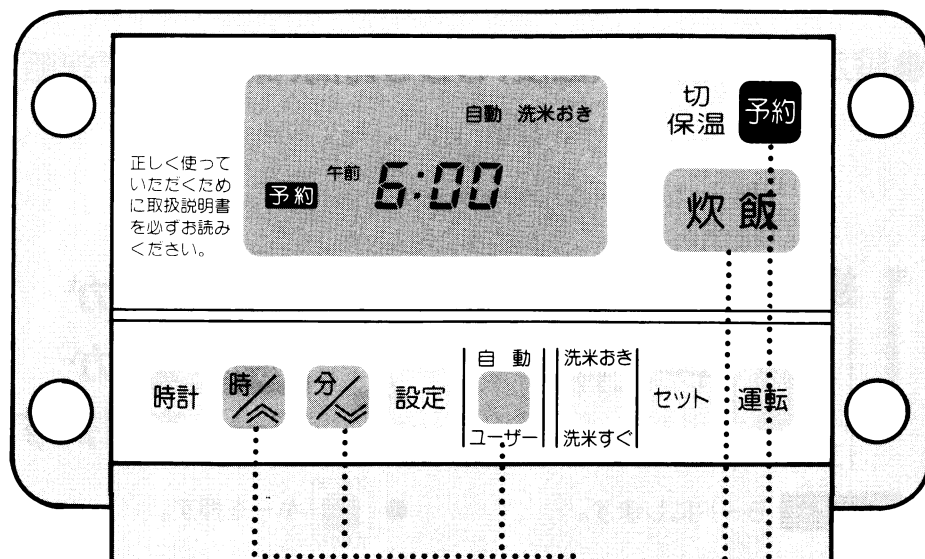 自動 洗米おき
予約 午前 6:00
正しく使って
いただくため
に取扱説明書
を必ずお読み
ください。
切
保温
予約
炊飯
時計
時
分
設定
自動
ユーザー
洗米おき
洗米すぐ
セット
運転